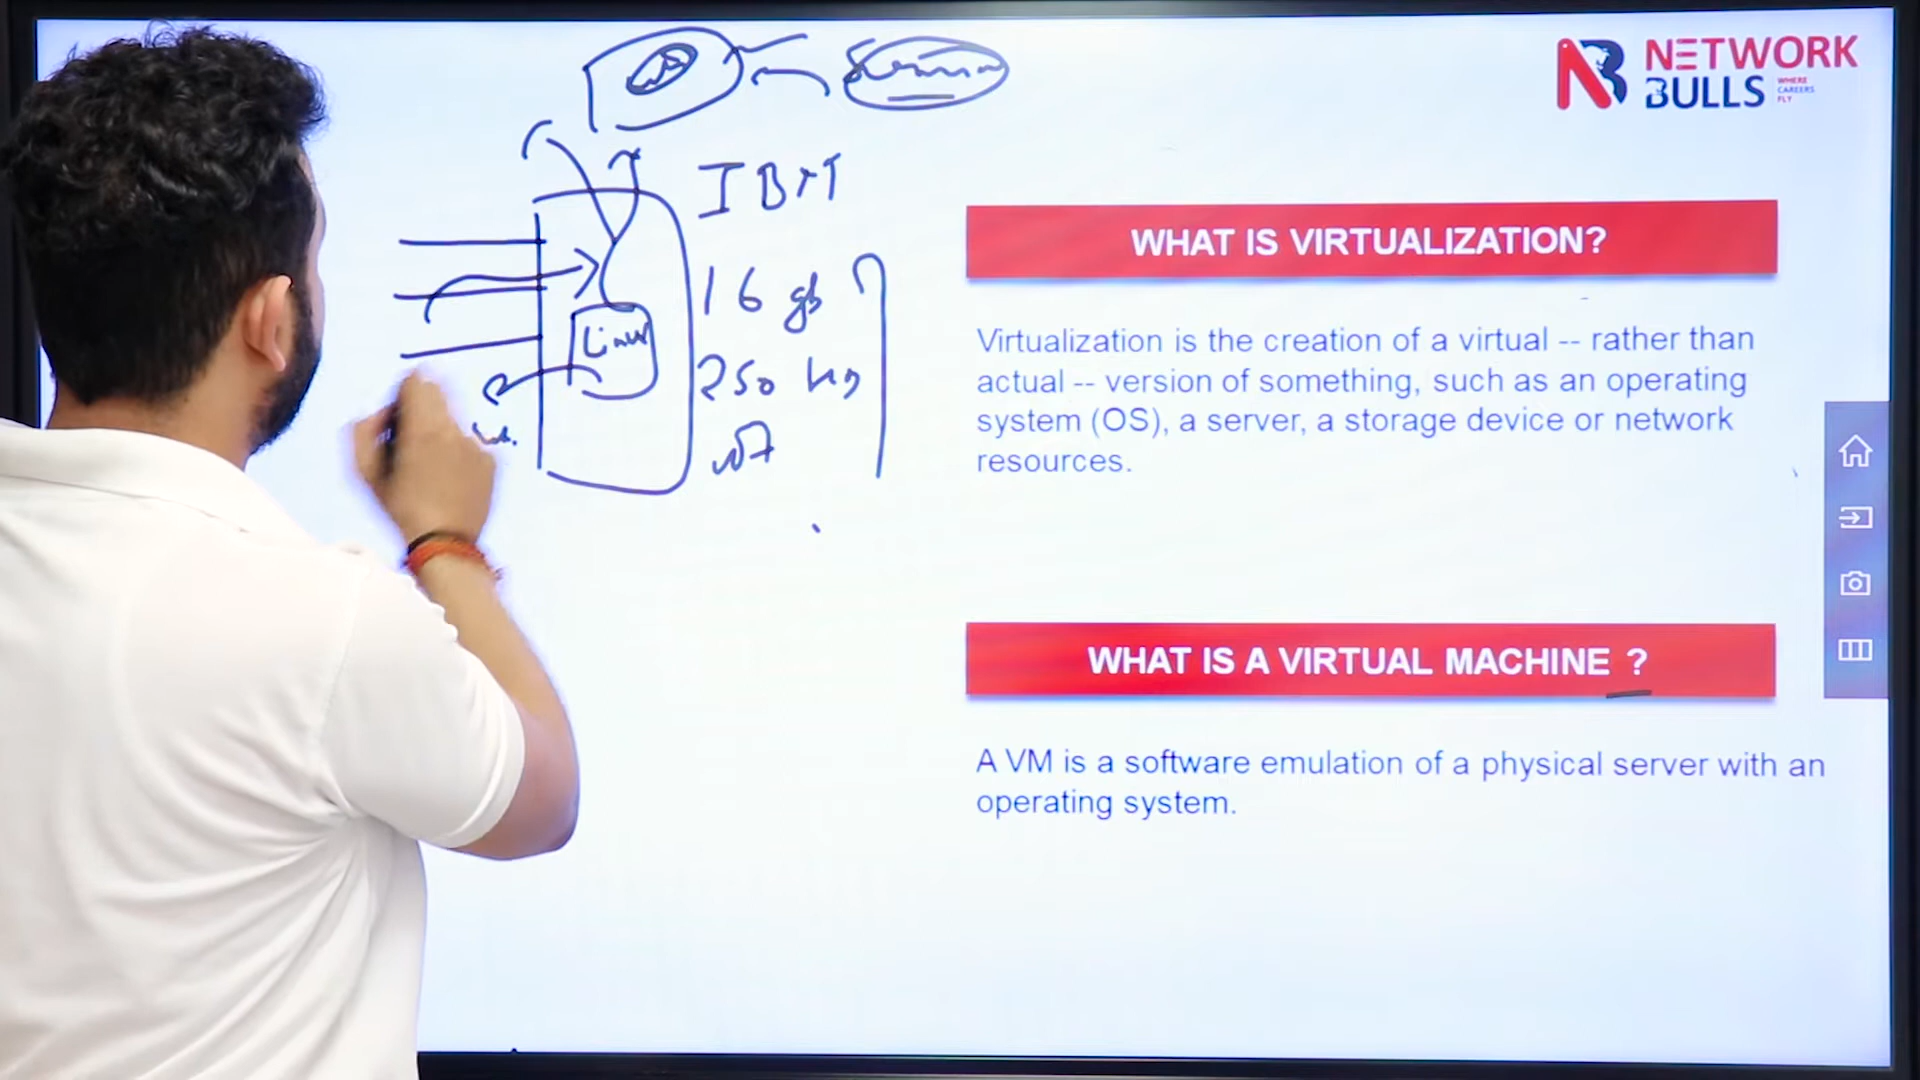 NETWORK
BULLS
WHERE
CAREERS
FLY
IBM
16 gb
Linux
250
WHAT IS VIRTUALIZATION?
Virtualization is the creation of a virtual -- rather than
actual -- version of something, such as an operating
system (OS), a server, a storage device or network
resources.
WHAT IS A VIRTUAL MACHINE ?
A VM is a software emulation of a physical server with an
operating system.